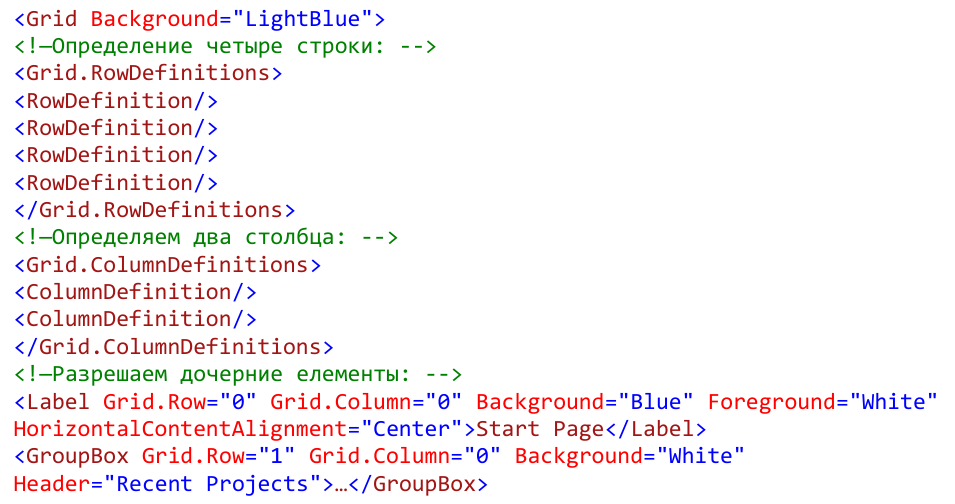 <Grid Background="LightBlue">
<!—Определение четыре строки: -->
<Grid.RowDefinitions>
<RowDefinition/>
<RowDefinition/>
<RowDefinition/>
<RowDefinition/>
</Grid.RowDefinitions>
<!—Определяем два столбца: -->
<Grid.ColumnDefinitions>
<ColumnDefinition/>
<ColumnDefinition/>
</Grid.ColumnDefinitions>
<!—Разрешаем дочерние елементы: -->
<Label Grid.Row="0" Grid.Column="0" Background="Blue" Foreground="White"
HorizontalContentAlignment="Center">Start Page</Label>
<GroupBox Grid.Row="1" Grid.Column="0" Background="White"
Header="Recent Projects">…</GroupBox>